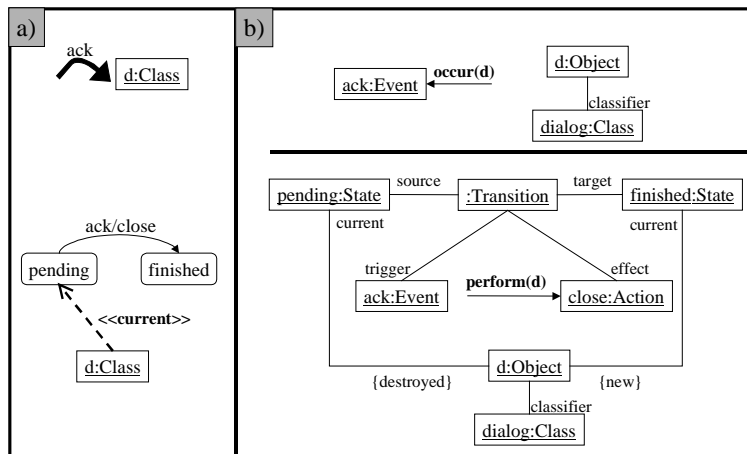 a)
ack
d:Class
ack/close
pending
finished
<<current>>
d:Class
b)
ack:Event
occur(d)
d:Object
classifier
dialog:Class
pending:State
source
:Transition
target
finished:State
current
current
trigger
perform(d)
effect
ack:Event
close:Action
{destroyed}
d:Object
{new}
classifier
dialog:Class